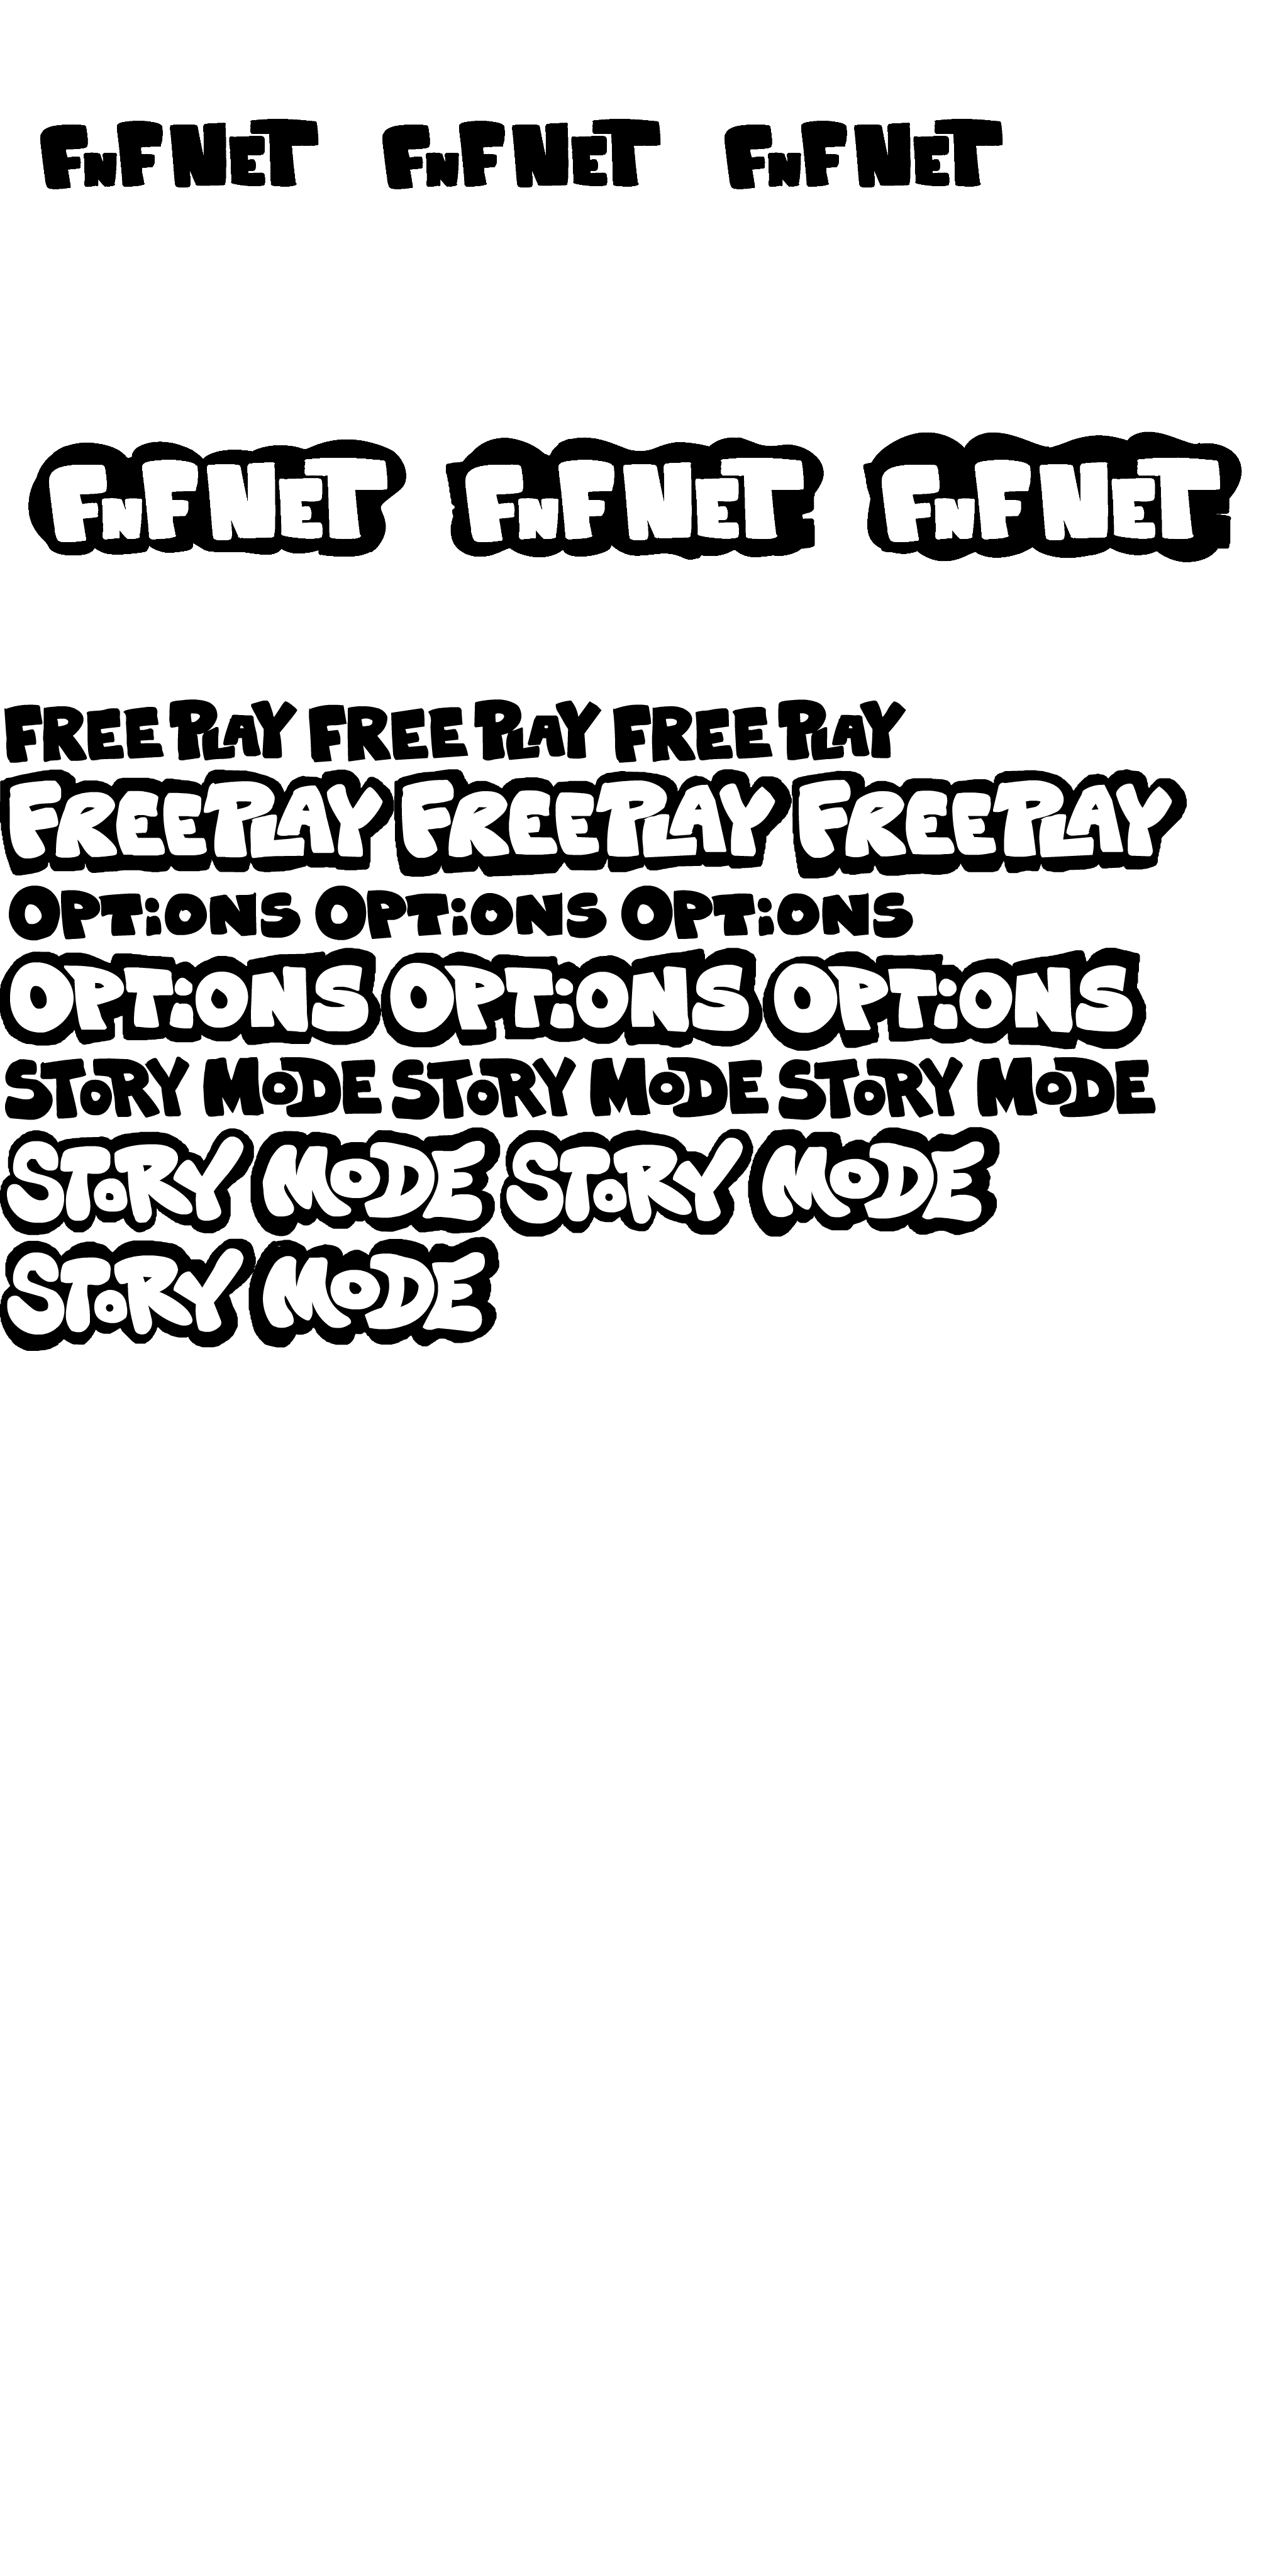 FNF NET FNF NET FNF NET
FNF NET FNF NET FNF NET
FREE PLAY FREE PLAY FREE PLAY
FREEPLAY FREEPLAY FREEPLAY
OPTiONS OPTiONS OPTiONS
OPTiONS OPTiONS OPTiONS
STORY MODE STORY MODE STORY MODE
STORY MODE STORY MODE
STORY MODE